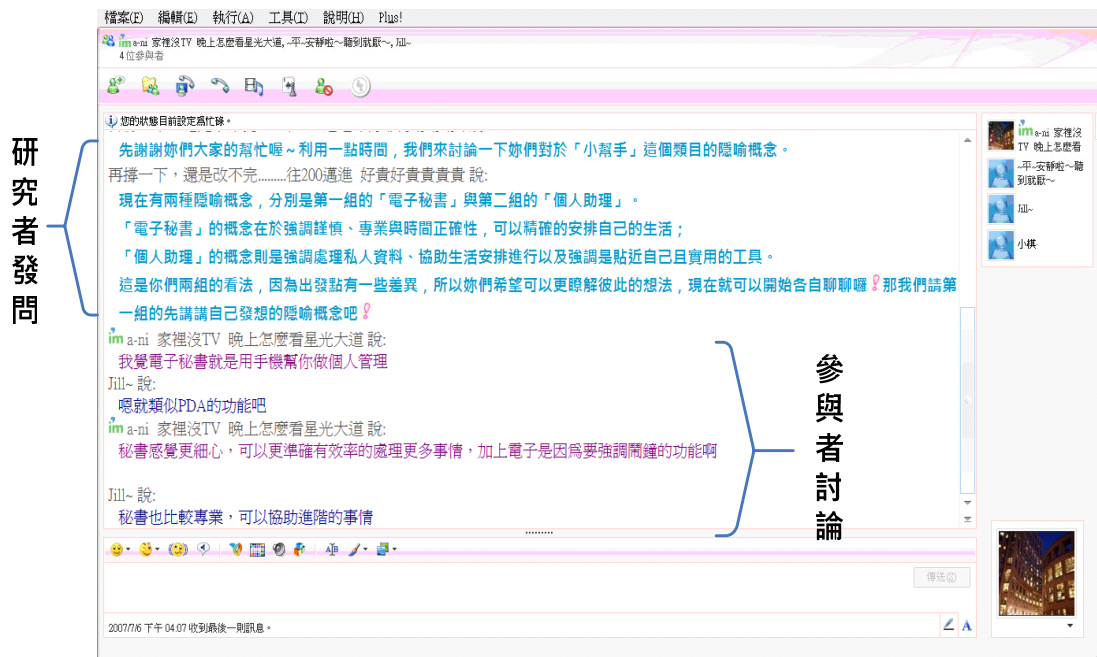 檔案(F) 編輯(E) 執行(A) 工具(T) 說明(H) Plus!
im a-ni 家裡沒TV 晚上怎麼看星光大道, ~平~安靜啦～聽到就厭～, Jill~
4 位參與者
您的狀態目前設定為忙碌。
研究者發問
先謝謝妳們大家的幫忙喔～利用一點時間，我們來討論一下妳們對於「小幫手」這個類目的隱喻概念。
再撐一下，還是改不完.........往200邁進 好貴好貴貴貴貴 說:
現在有兩種隱喻概念，分別是第一組的「電子秘書」與第二組的「個人助理」。
「電子秘書」的概念在於強調謹慎、專業與時間正確性，可以精確的安排自己的生活；
「個人助理」的概念則是強調處理私人資料、協助生活安排進行以及強調是貼近自己且實用的工具。
這是你們兩組的看法，因為出發點有一些差異，所以妳們希望可以更瞭解彼此的想法，現在就可以開始各自聊聊囉！那我們請第
一組的先講講自己發想的隱喻概念吧！
im a-ni 家裡沒TV 晚上怎麼看星光大道 說:
我覺電子秘書就是用手機幫你做個人管理
Jill~ 說:
嗯就類似PDA的功能吧
im a-ni 家裡沒TV 晚上怎麼看星光大道 說:
秘書感覺更細心，可以更準確有效率的處理更多事情，加上電子是因為要強調鬧鐘的功能啊
Jill~ 說:
秘書也比較專業，可以協助進階的事情
參與者討論
im a-ni 家裡沒
TV 晚上怎麼看
~平~安靜啦～聽
到就厭～
Jill~
小棋
傳送(S)
2007/7/6 下午 04:07 收到最後一則訊息。